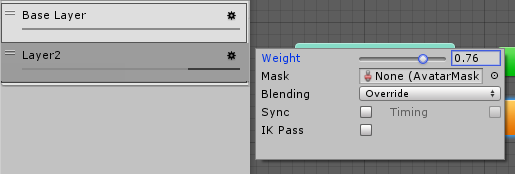 Base Layer
Layer2
Weight 0.76
Mask None (AvatarMask
Blending Override
Sync Timing
IK Pass